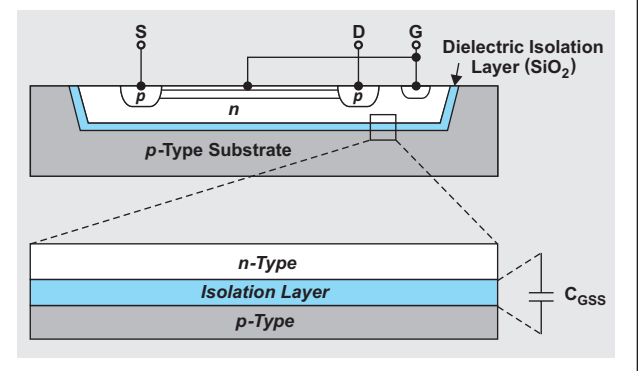 S
D
G
Dielectric Isolation
Layer (SiO2)
p
p
n
p-Type Substrate
n-Type
Isolation Layer
p-Type
CGSS